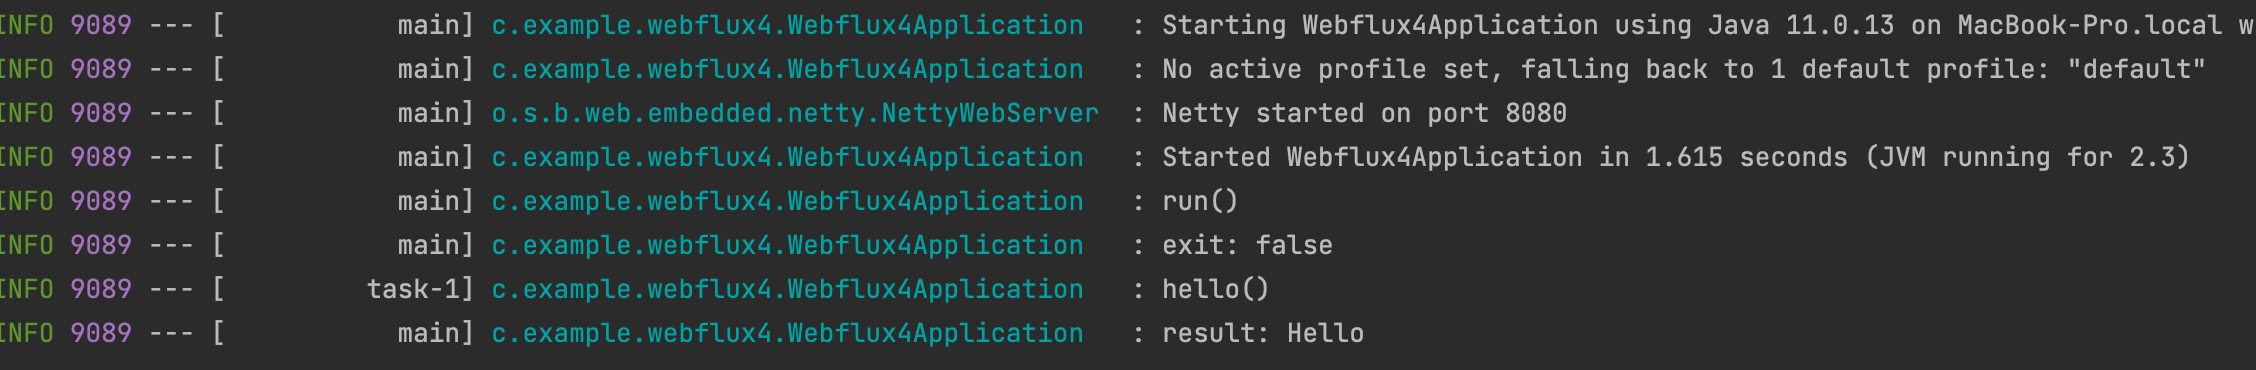 INFO 9089 --- [           main] c.example.webflux4.Webflux4Application   : Starting Webflux4Application using Java 11.0.13 on MacBook-Pro.local w
INFO 9089 --- [           main] c.example.webflux4.Webflux4Application   : No active profile set, falling back to 1 default profile: "default"
INFO 9089 --- [           main] o.s.b.web.embedded.netty.NettyWebServer  : Netty started on port 8080
INFO 9089 --- [           main] c.example.webflux4.Webflux4Application   : Started Webflux4Application in 1.615 seconds (JVM running for 2.3)
INFO 9089 --- [           main] c.example.webflux4.Webflux4Application   : run()
INFO 9089 --- [           main] c.example.webflux4.Webflux4Application   : exit: false
INFO 9089 --- [         task-1] c.example.webflux4.Webflux4Application   : hello()
INFO 9089 --- [           main] c.example.webflux4.Webflux4Application   : result: Hello